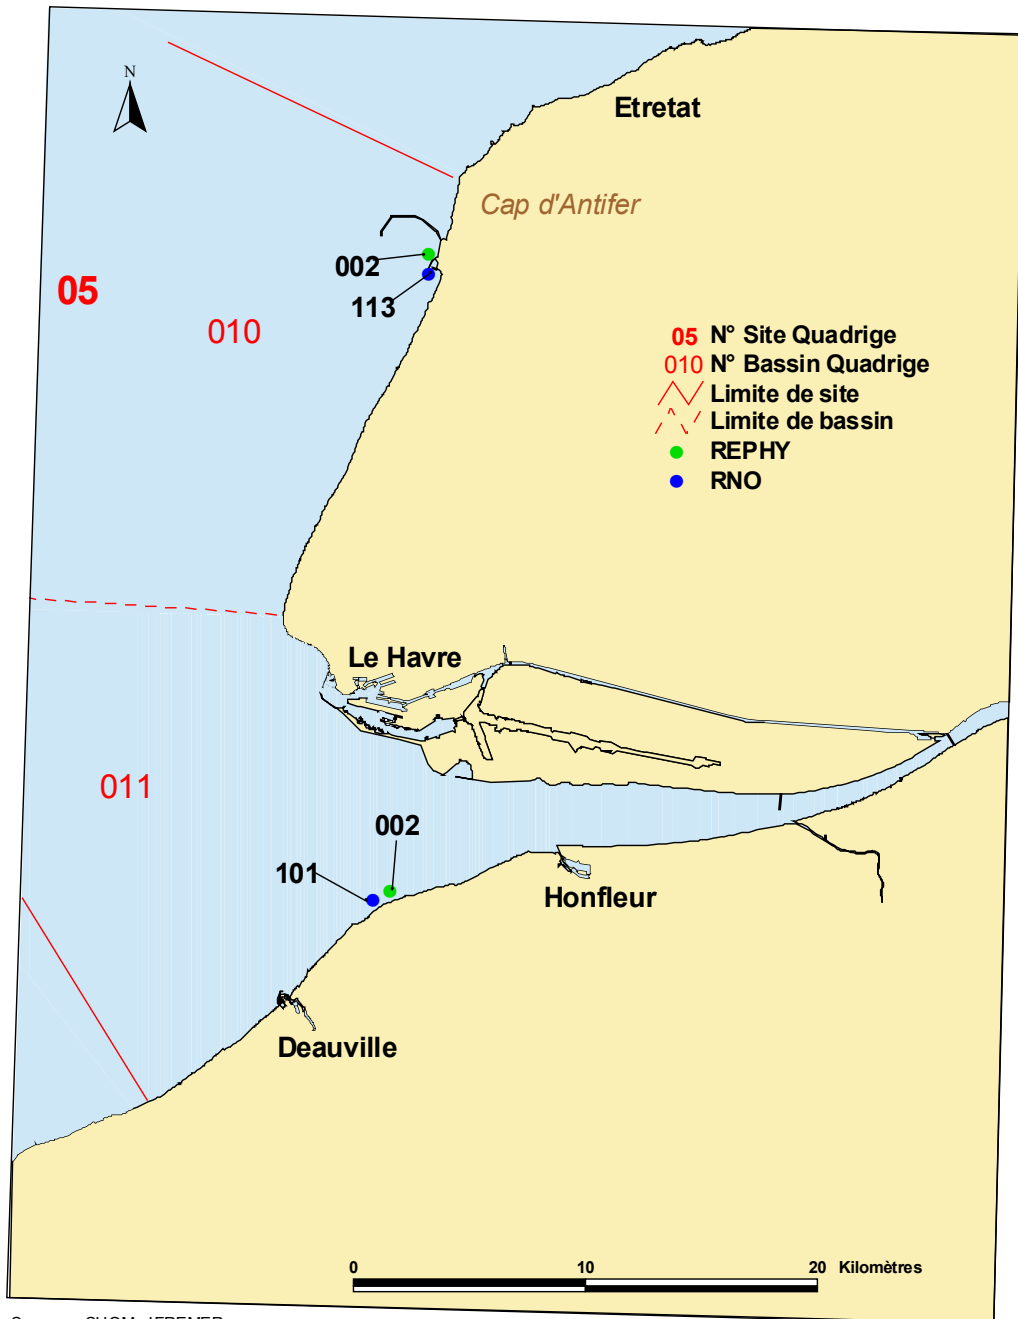 N
Etretat
Cap d'Antifer
002
05
113
010
05 N° Site Quadrige
010 N° Bassin Quadrige
Limite de site
Limite de bassin
REPHY
RNO
Le Havre
011
002
101
Honfleur
Deauville
0 10 20 Kilomètres